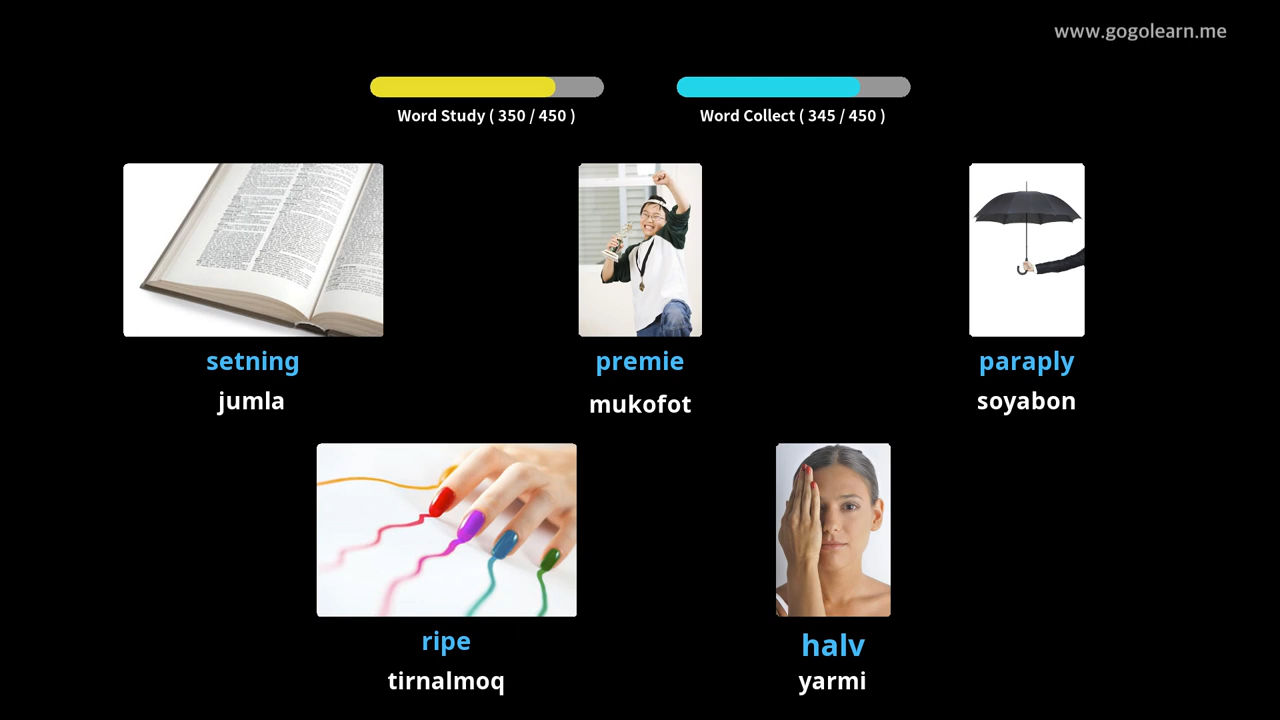 www.gogolearn.me
Word Study ( 350 / 450 )
Word Collect ( 345 / 450 )
setning
jumla
premie
mukofot
paraply
soyabon
ripe
tirnalmoq
halv
yarmi